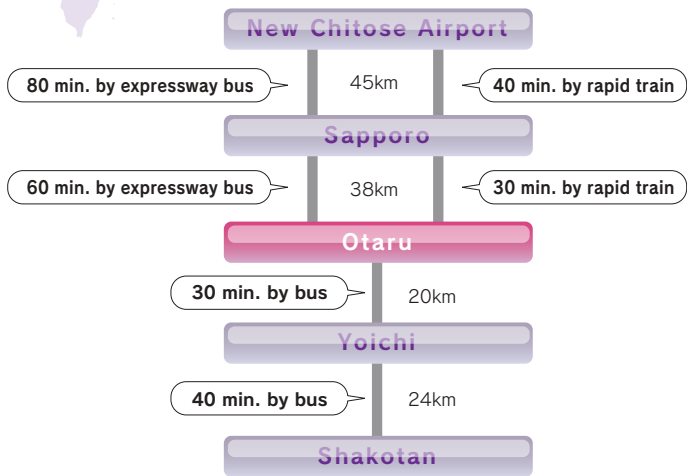 New Chitose Airport
80 min. by expressway bus
45km
40 min. by rapid train
Sapporo
60 min. by expressway bus
38km
30 min. by rapid train
Otaru
30 min. by bus
20km
Yoichi
40 min. by bus
24km
Shakotan